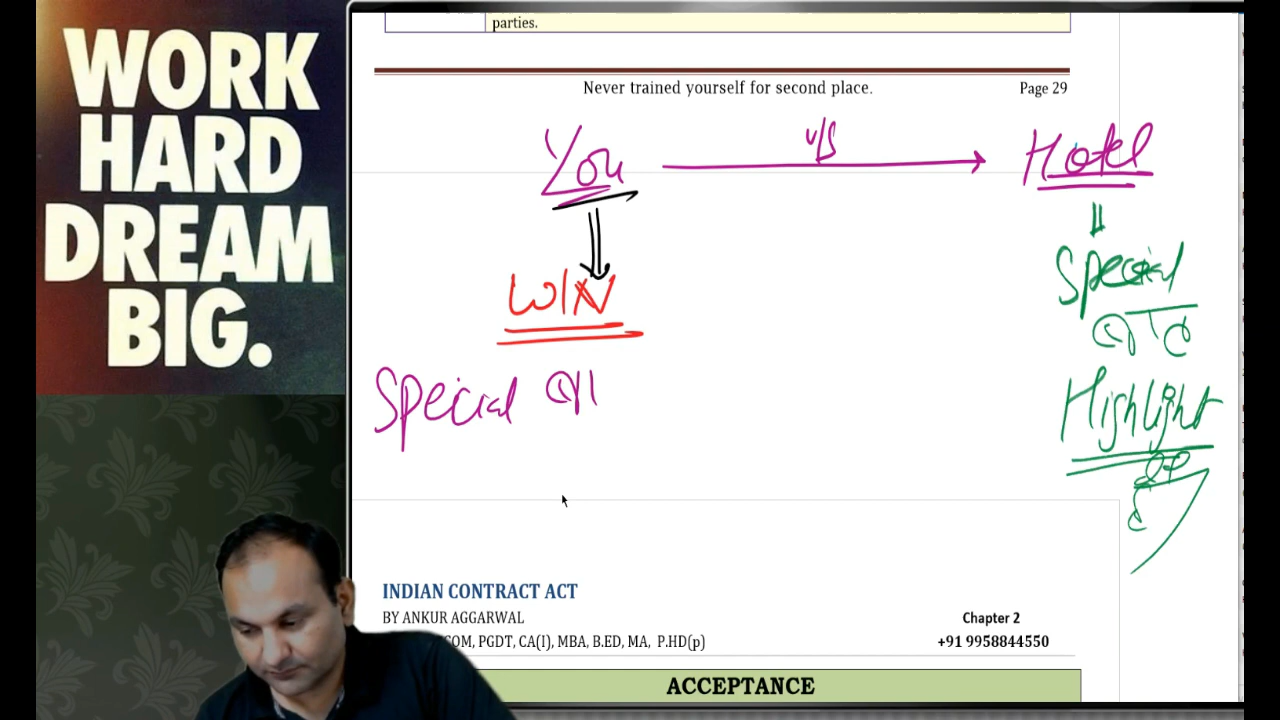 WORK
HARD
DREAM
BIG.
parties.
Never trained yourself for second place. Page 29
You v/s Hotel
WIN
Special
Special
Highlight
INDIAN CONTRACT ACT
BY ANKUR AGGARWAL Chapter 2
COM, PGDT, CA(I), MBA, B.ED, MA, P.HD(p) +91 9958844550
ACCEPTANCE